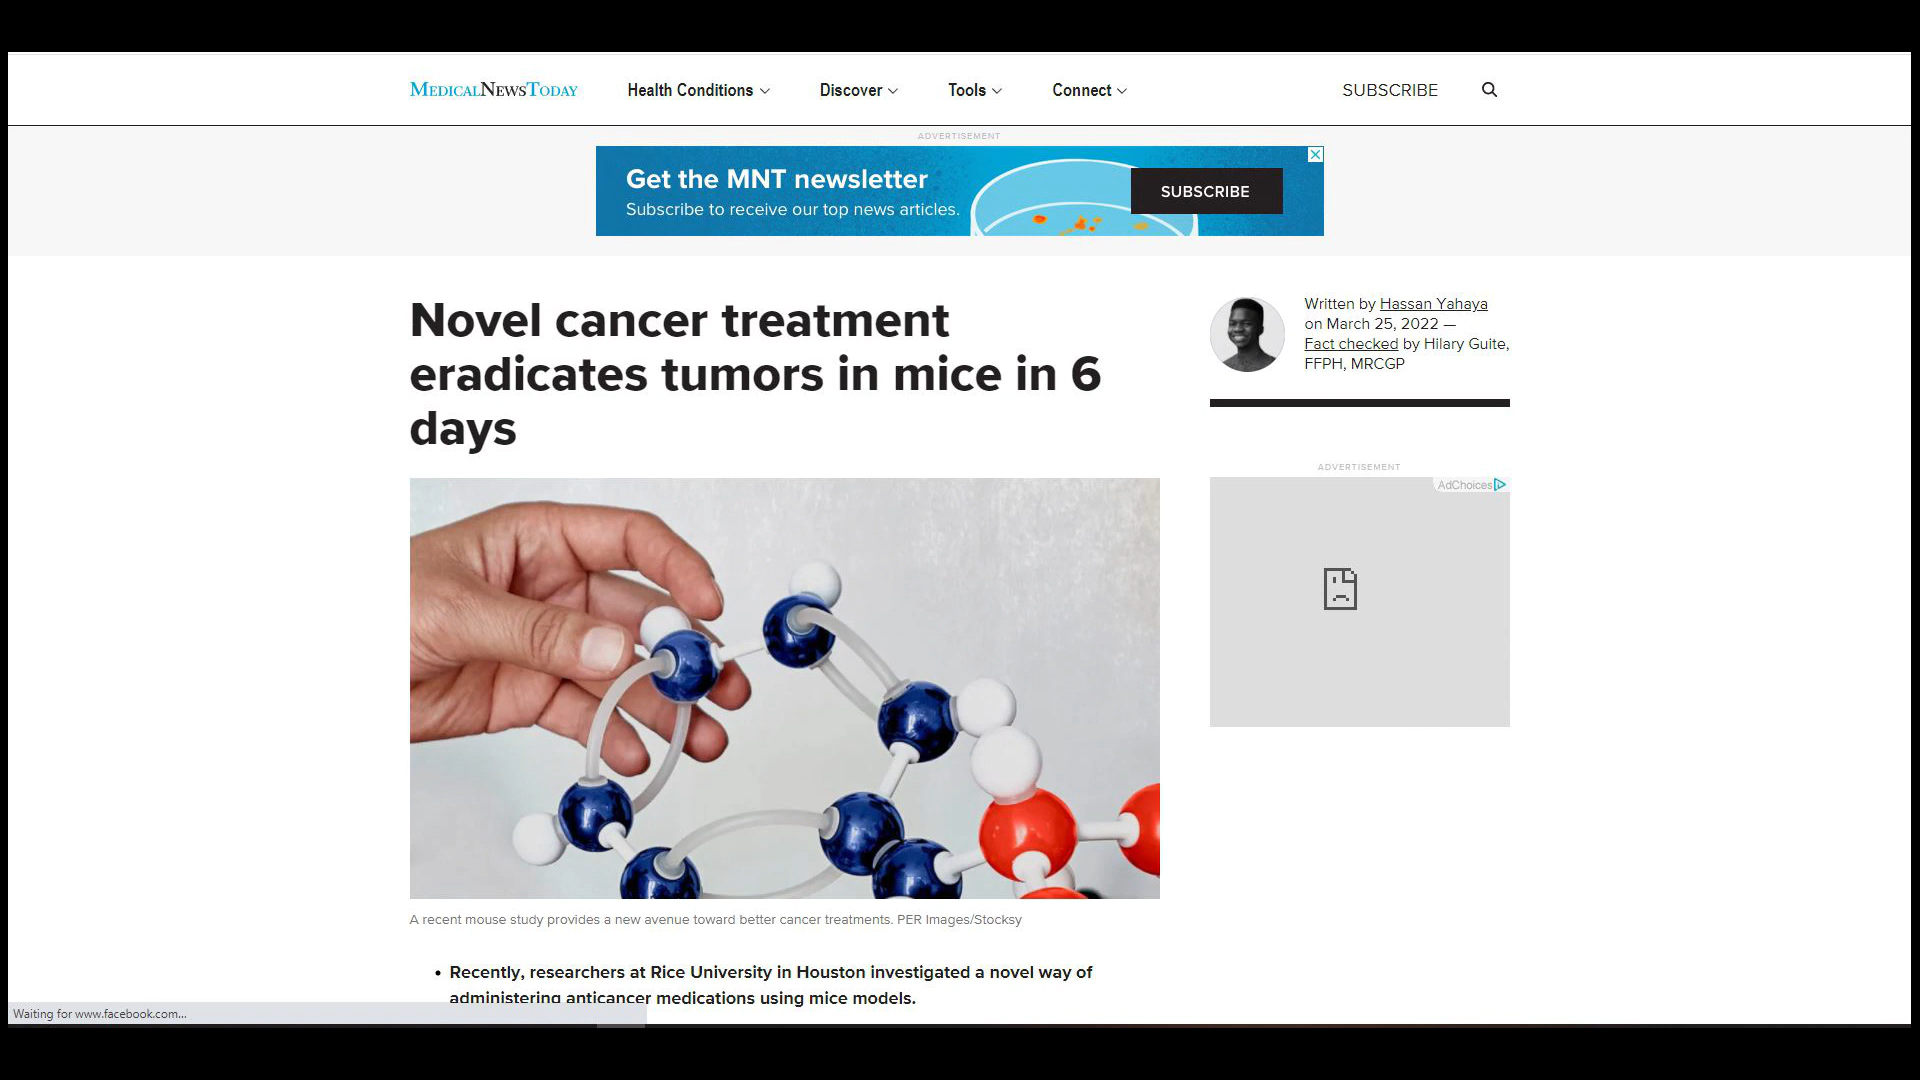 MEDICALNEWSTODAY
Health Conditions
Discover
Tools
Connect
SUBSCRIBE
ADVERTISEMENT
Get the MNT newsletter
Subscribe to receive our top news articles.
SUBSCRIBE
Novel cancer treatment
eradicates tumors in mice in 6
days
Written by Hassan Yahaya
on March 25, 2022 —
Fact checked by Hilary Guite,
FFPH, MRCGP
ADVERTISEMENT
AdChoices
A recent mouse study provides a new avenue toward better cancer treatments. PER Images/Stocksy
• Recently, researchers at Rice University in Houston investigated a novel way of
administering anticancer medications using mice models.
Waiting for www.facebook.com...